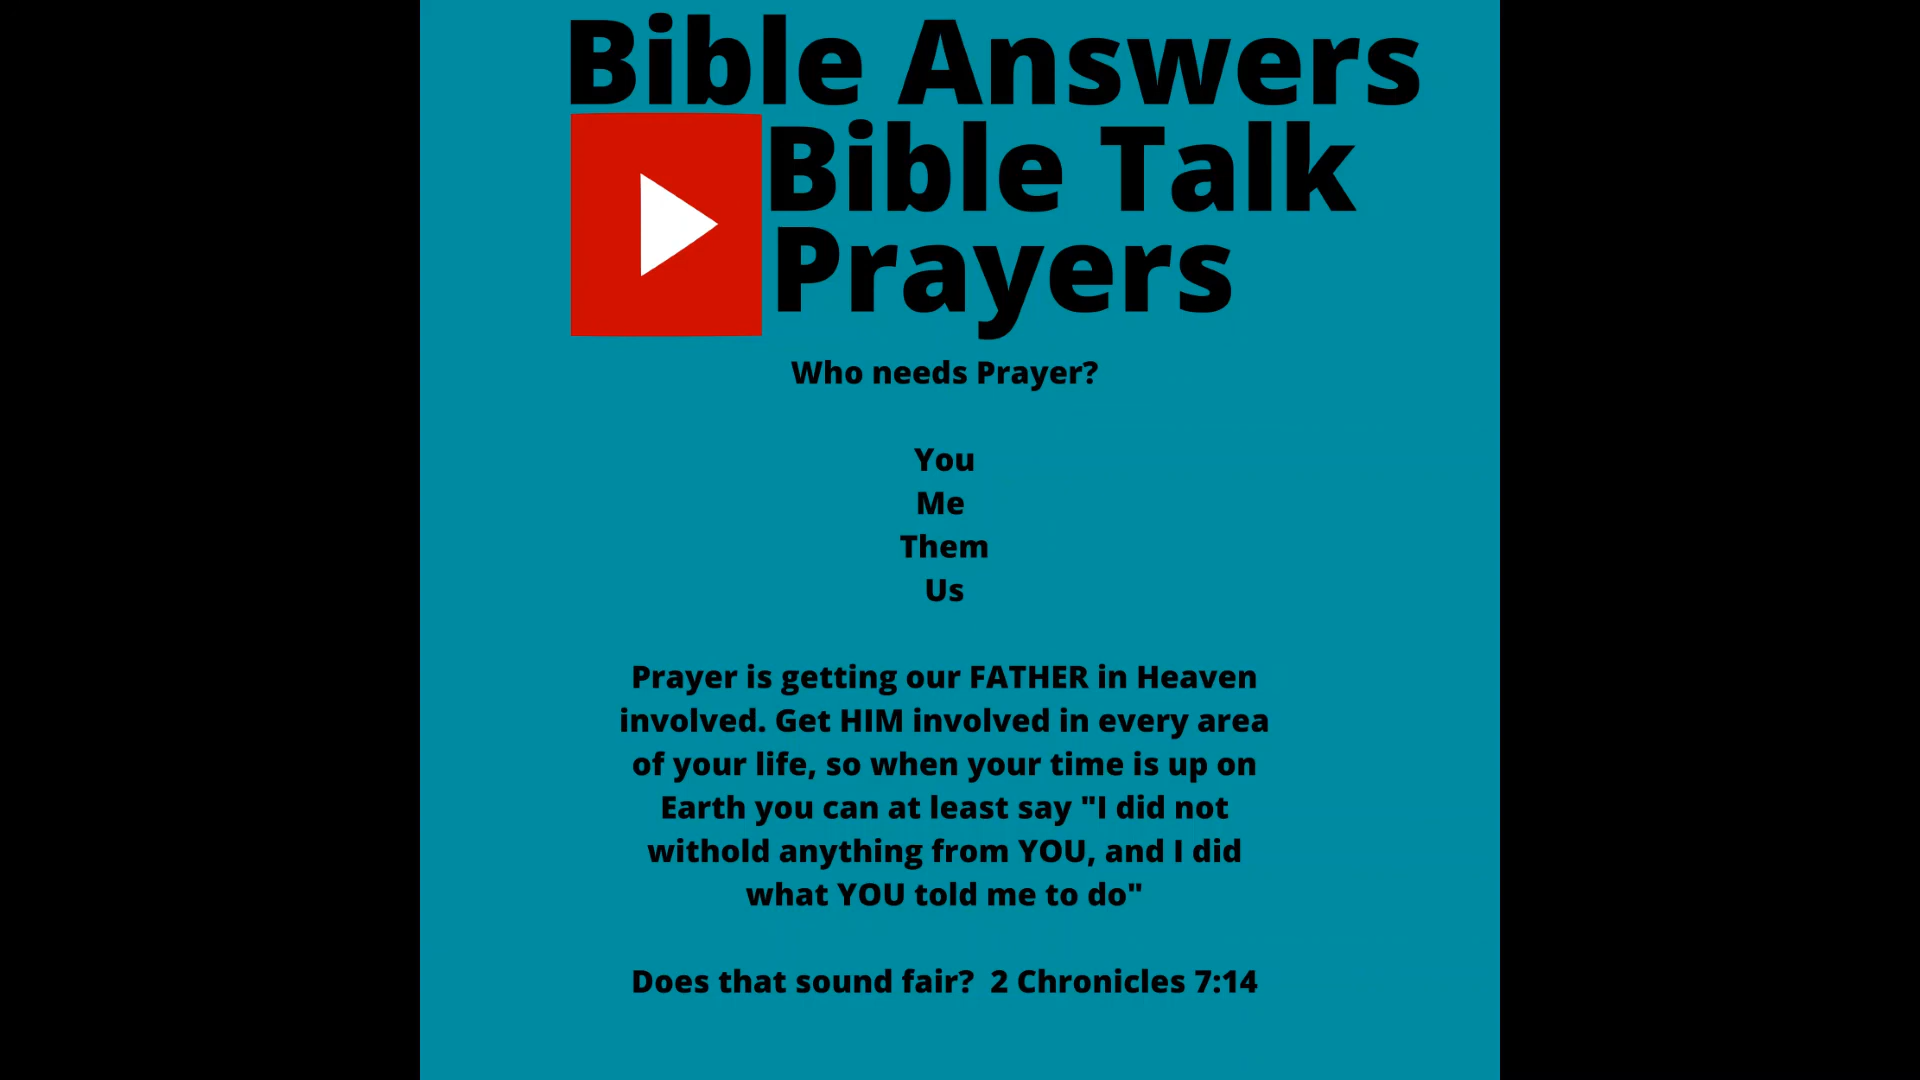 Bible Answers
Bible Talk
Prayers
Who needs Prayer?
You
Me
Them
Us
Prayer is getting our FATHER in Heaven
involved. Get HIM involved in every area
of your life, so when your time is up on
Earth you can at least say "I did not
withold anything from YOU, and I did
what YOU told me to do"
Does that sound fair?  2 Chronicles 7:14